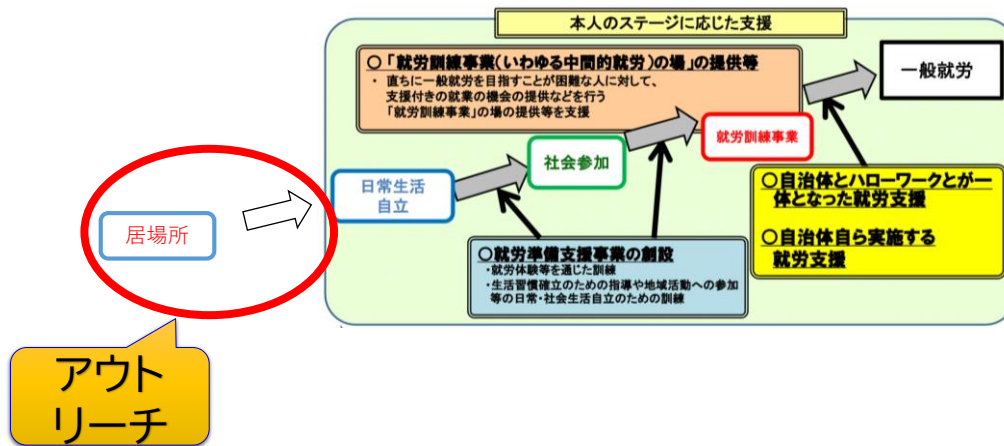 本人のステージに応じた支援
○「就労訓練事業(いわゆる中間的就労)の場」の提供等
・ 直ちに一般就労を目指すことが困難な人に対して、
支援付きの就業の機会の提供などを行う
「就労訓練事業」の場の提供等を支援
一般就労
就労訓練事業
社会参加
日常生活
自立
居場所
○自治体とハローワークとが一
体となった就労支援
○自治体自ら実施する
就労支援
○就労準備支援事業の創設
・就労体験等を通じた訓練
・生活習慣確立のための指導や地域活動への参加
等の日常・社会生活自立のための訓練
アウト
リーチ